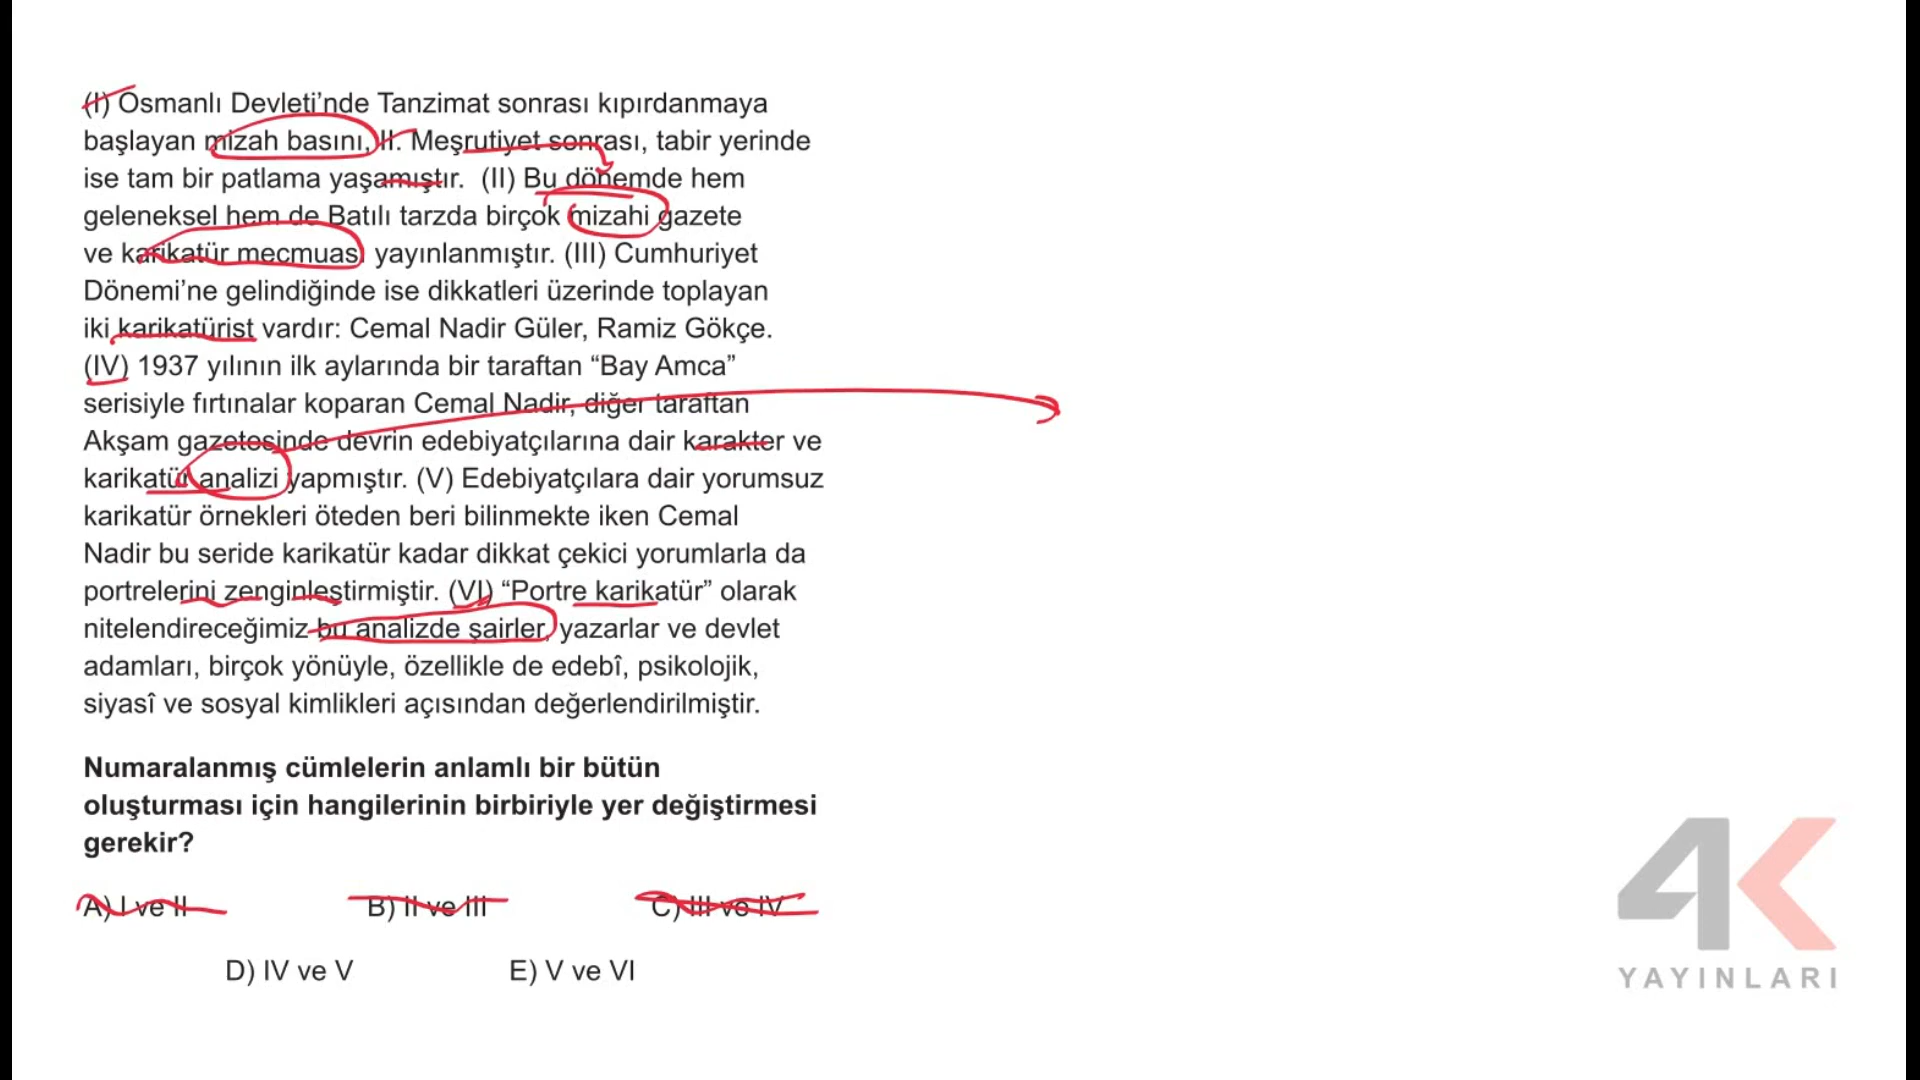 (I) Osmanlı Devleti’nde Tanzimat sonrası kıpırdanmaya
başlayan mizah basını, II. Meşrutiyet sonrası, tabir yerinde
ise tam bir patlama yaşamıştır. (II) Bu dönemde hem
geleneksel hem de Batılı tarzda birçok mizahi gazete
ve karikatür mecmuası yayınlanmıştır. (III) Cumhuriyet
Dönemi’ne gelindiğinde ise dikkatleri üzerinde toplayan
iki karikatürist vardır: Cemal Nadir Güler, Ramiz Gökçe.
(IV) 1937 yılının ilk aylarında bir taraftan “Bay Amca”
serisiyle fırtınalar koparan Cemal Nadir, diğer taraftan
Akşam gazetesinde devrin edebiyatçılarına dair karakter ve
karikatür analizi yapmıştır. (V) Edebiyatçılara dair yorumsuz
karikatür örnekleri öteden beri bilinmekte iken Cemal
Nadir bu seride karikatür kadar dikkat çekici yorumlarla da
portrelerini zenginleştirmiştir. (VI) “Portre karikatür” olarak
nitelendireceğimiz bu analizde şairler, yazarlar ve devlet
adamları, birçok yönüyle, özellikle de edebî, psikolojik,
siyasî ve sosyal kimlikleri açısından değerlendirilmiştir.
Numaralanmış cümlelerin anlamlı bir bütün
oluşturması için hangilerinin birbiriyle yer değiştirmesi
gerekir?
A) I ve II B) II ve III C) III ve IV
D) IV ve V E) V ve VI
4K
YAYINLARI